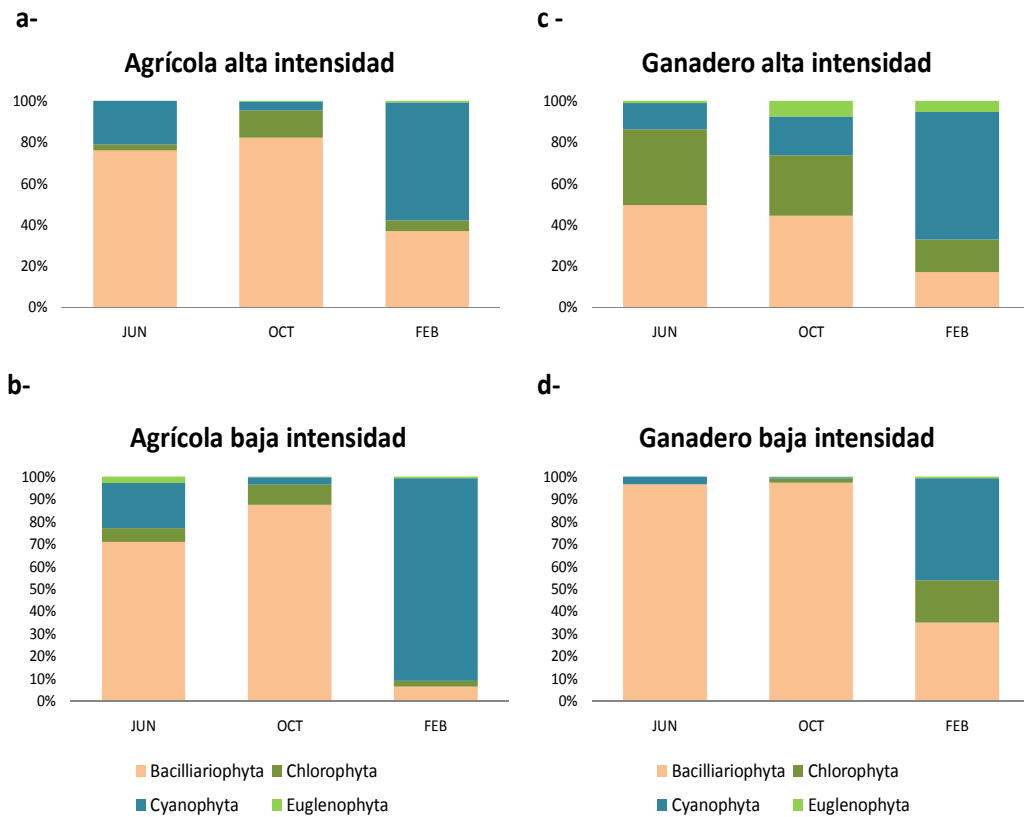 a-
Agrícola alta intensidad
100%
80%
60%
40%
20%
0%
JUN OCT FEB
c -
Ganadero alta intensidad
100%
80%
60%
40%
20%
0%
JUN OCT FEB
b-
Agrícola baja intensidad
100%
90%
80%
70%
60%
50%
40%
30%
20%
10%
0%
JUN OCT FEB
Bacilliariophyta Chlorophyta
Cyanophyta Euglenophyta
d-
Ganadero baja intensidad
100%
90%
80%
70%
60%
50%
40%
30%
20%
10%
0%
JUN OCT FEB
Bacilliariophyta Chlorophyta
Cyanophyta Euglenophyta